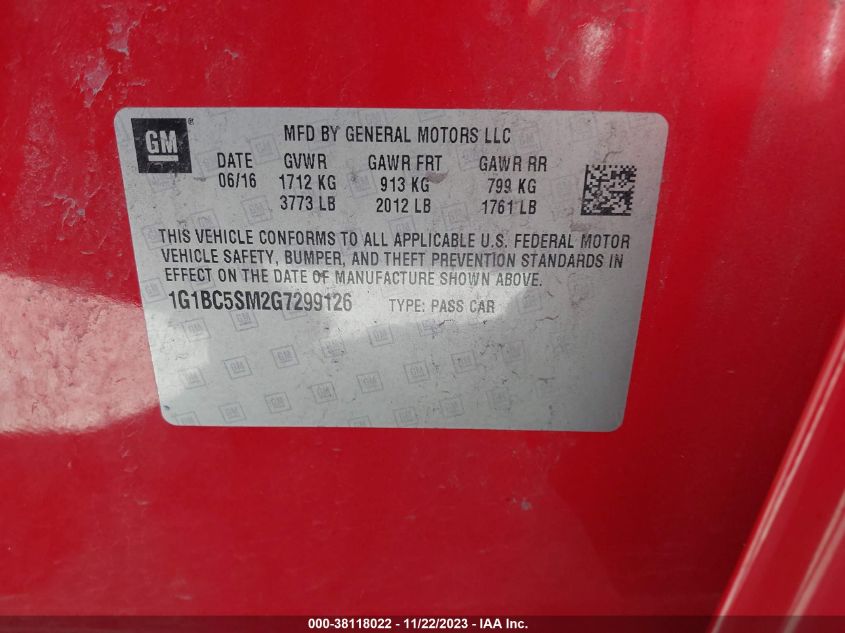 GM
MFD BY GENERAL MOTORS LLC
DATE GVWR GAWR FRT GAWR RR
06/16 1712 KG 913 KG 799 KG
3773 LB 2012 LB 1761 LB
THIS VEHICLE CONFORMS TO ALL APPLICABLE U.S. FEDERAL MOTOR
VEHICLE SAFETY, BUMPER, AND THEFT PREVENTION STANDARDS IN
EFFECT ON THE DATE OF MANUFACTURE SHOWN ABOVE.
1G1BC5SM2G7299126 TYPE: PASS CAR
000-38118022 - 11/22/2023 - IAA Inc.